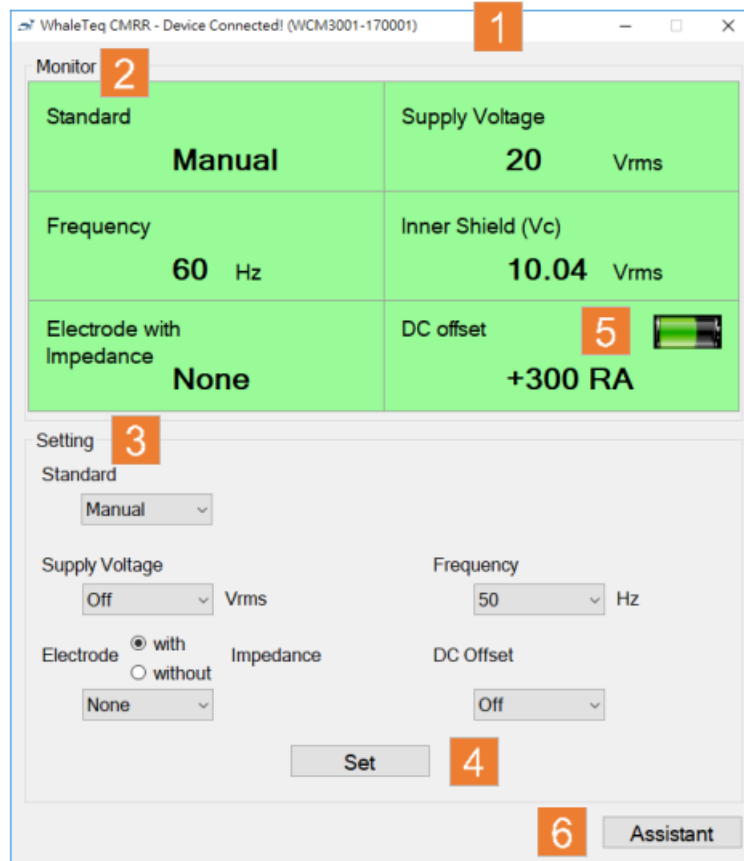 WhaleTeq CMRR - Device Connected! (WCM3001-170001)
1
Monitor
2
Standard
Manual
Supply Voltage
20 Vrms
Frequency
60 Hz
Inner Shield (Vc)
10.04 Vrms
Electrode with
Impedance
None
DC offset
5
+300 RA
Setting
3
Standard
Manual
Supply Voltage
Off Vrms
Frequency
50 Hz
Electrode with Impedance
without
None
DC Offset
Off
Set
4
6
Assistant